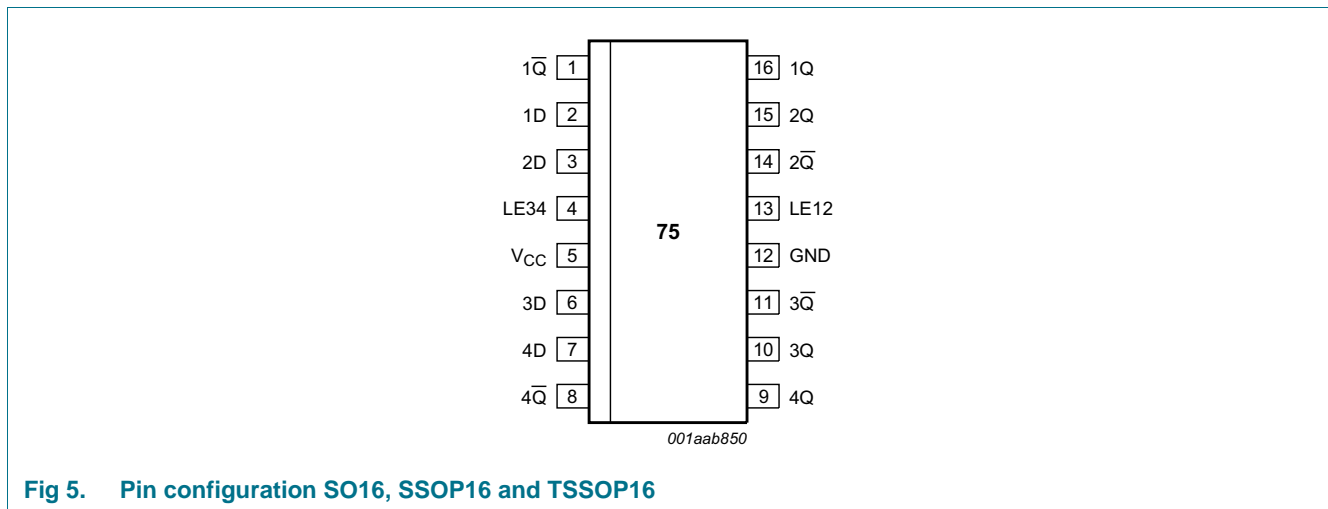 1Q̅ 1 16 1Q
1D 2 15 2Q
2D 3 14 2Q̅
LE34 4 13 LE12
75
VCC 5 12 GND
3D 6 11 3Q̅
4D 7 10 3Q
4Q̅ 8 9 4Q
001aab850
Fig 5. Pin configuration SO16, SSOP16 and TSSOP16